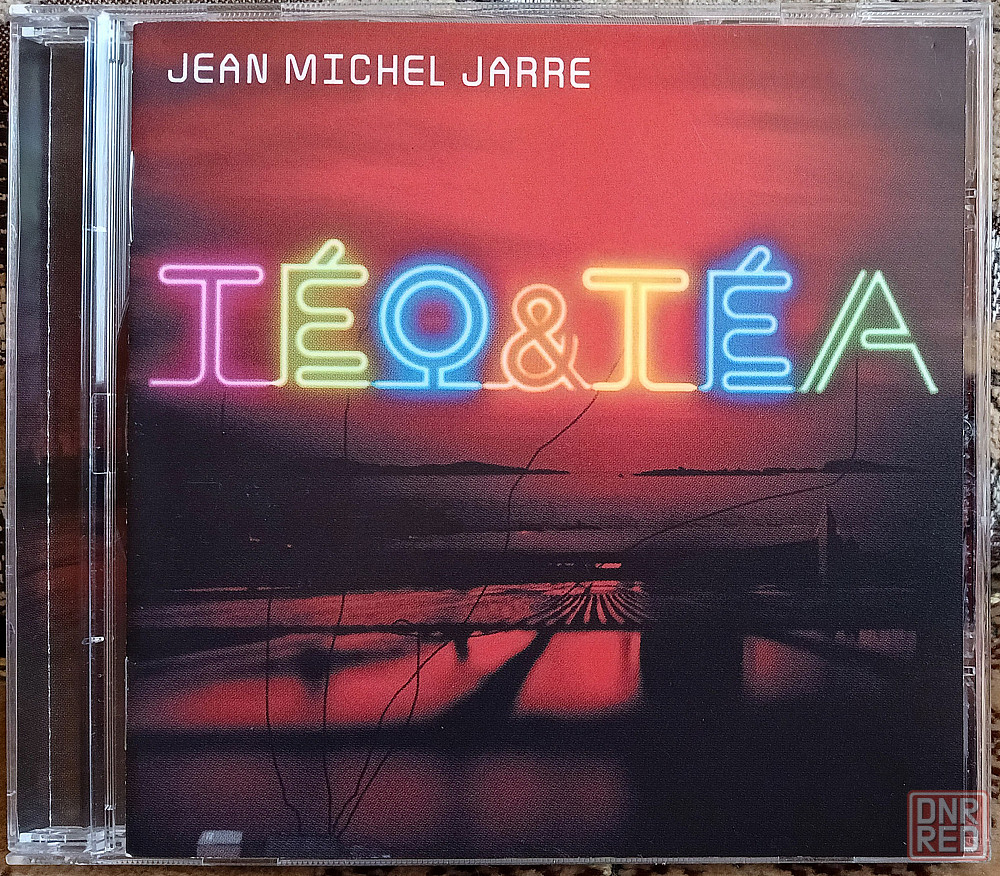 JEAN MICHEL JARRE
TÉO & TÉA
DNR
RED